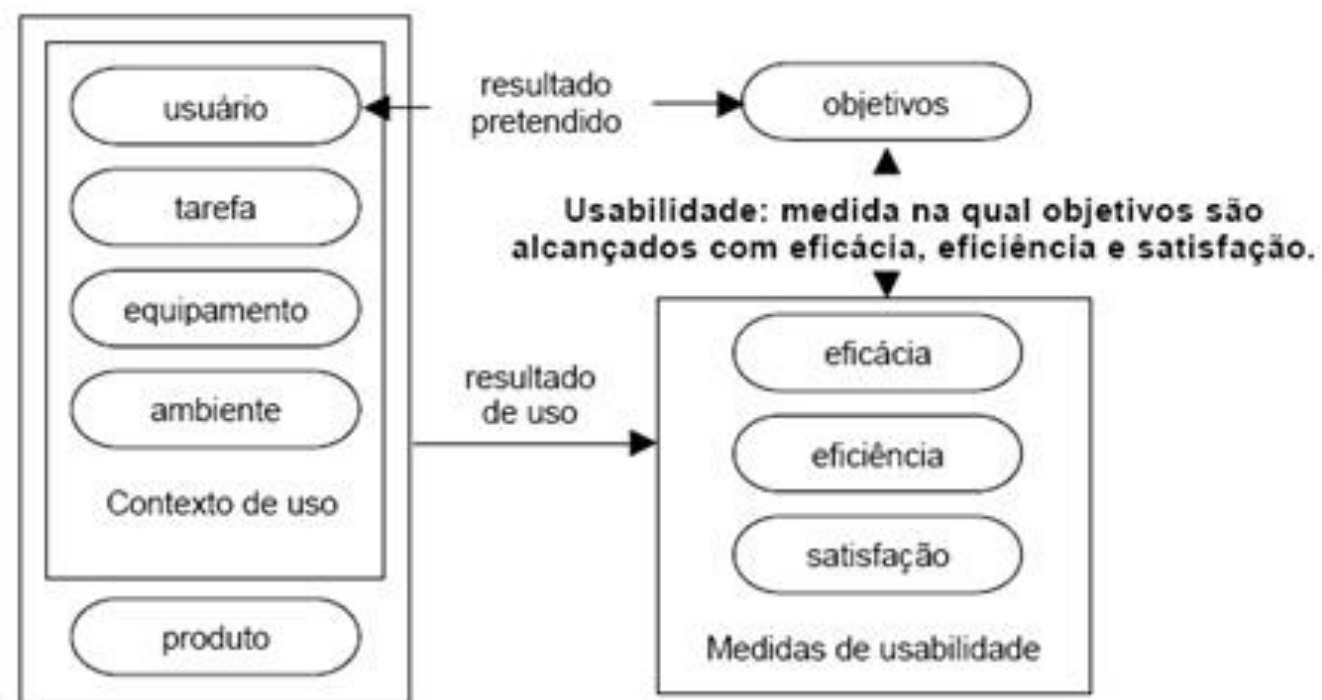 usuário
tarefa
equipamento
ambiente
Contexto de uso
produto
resultado
pretendido
objetivos
Usabilidade: medida na qual objetivos são
alcançados com eficácia, eficiência e satisfação.
resultado
de uso
eficácia
eficiência
satisfação
Medidas de usabilidade